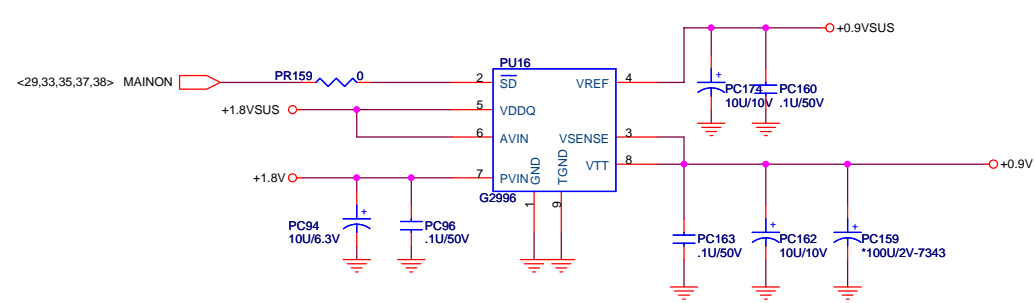 +0.9VSUS
PU16
<29,33,35,37,38> MAINON
PR159 0
2 SD
VREF 4
PC174
10U/10V
PC160
.1U/50V
+1.8VSUS
5 VDDQ
6 AVIN
VSENSE 3
VTT 8
+0.9V
+1.8V
7 PVIN
GND
TGND
G2996
1
9
PC94
10U/6.3V
PC96
.1U/50V
PC163
.1U/50V
PC162
10U/10V
PC159
*100U/2V-7343